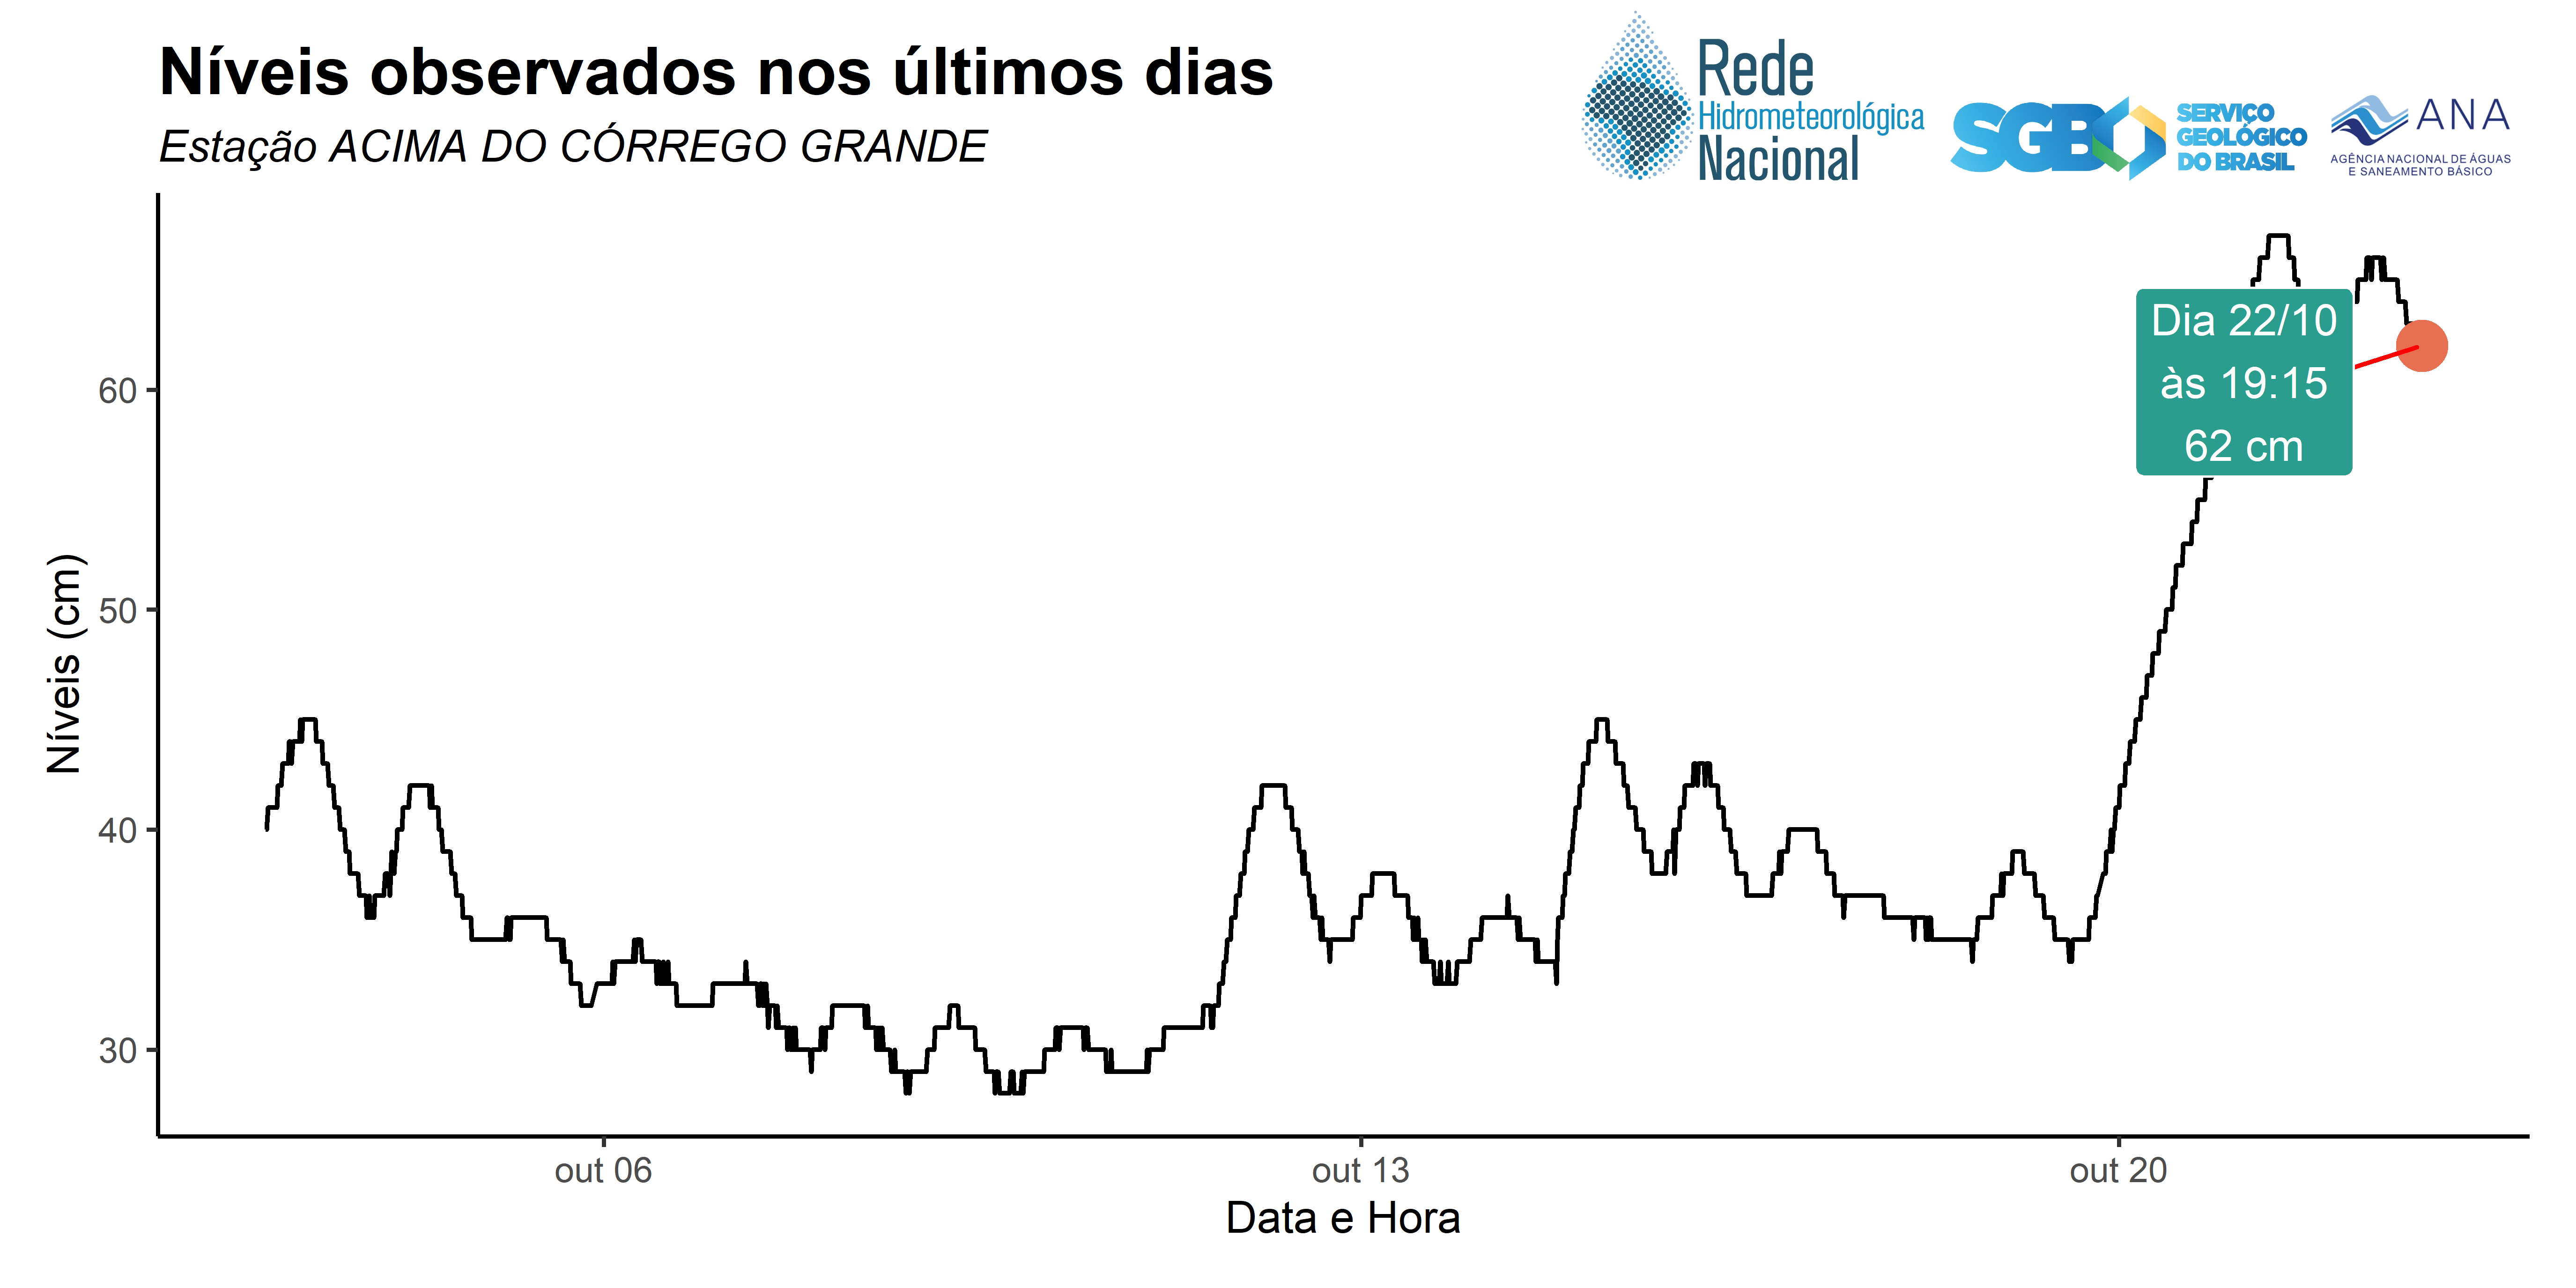 Níveis observados nos últimos dias
Estação ACIMA DO CÓRREGO GRANDE
Rede
Hidrometeorológica
Nacional
SGB
SERVIÇO
GEOLÓGICO
DO BRASIL
ANA
AGÊNCIA NACIONAL DE ÁGUAS
E SANEAMENTO BÁSICO
Dia 22/10
às 19:15
62 cm
Níveis (cm)
60
50
40
30
out 06
out 13
out 20
Data e Hora